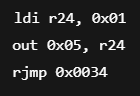 ldi r24, 0x01
out 0x05, r24
rjmp 0x0034